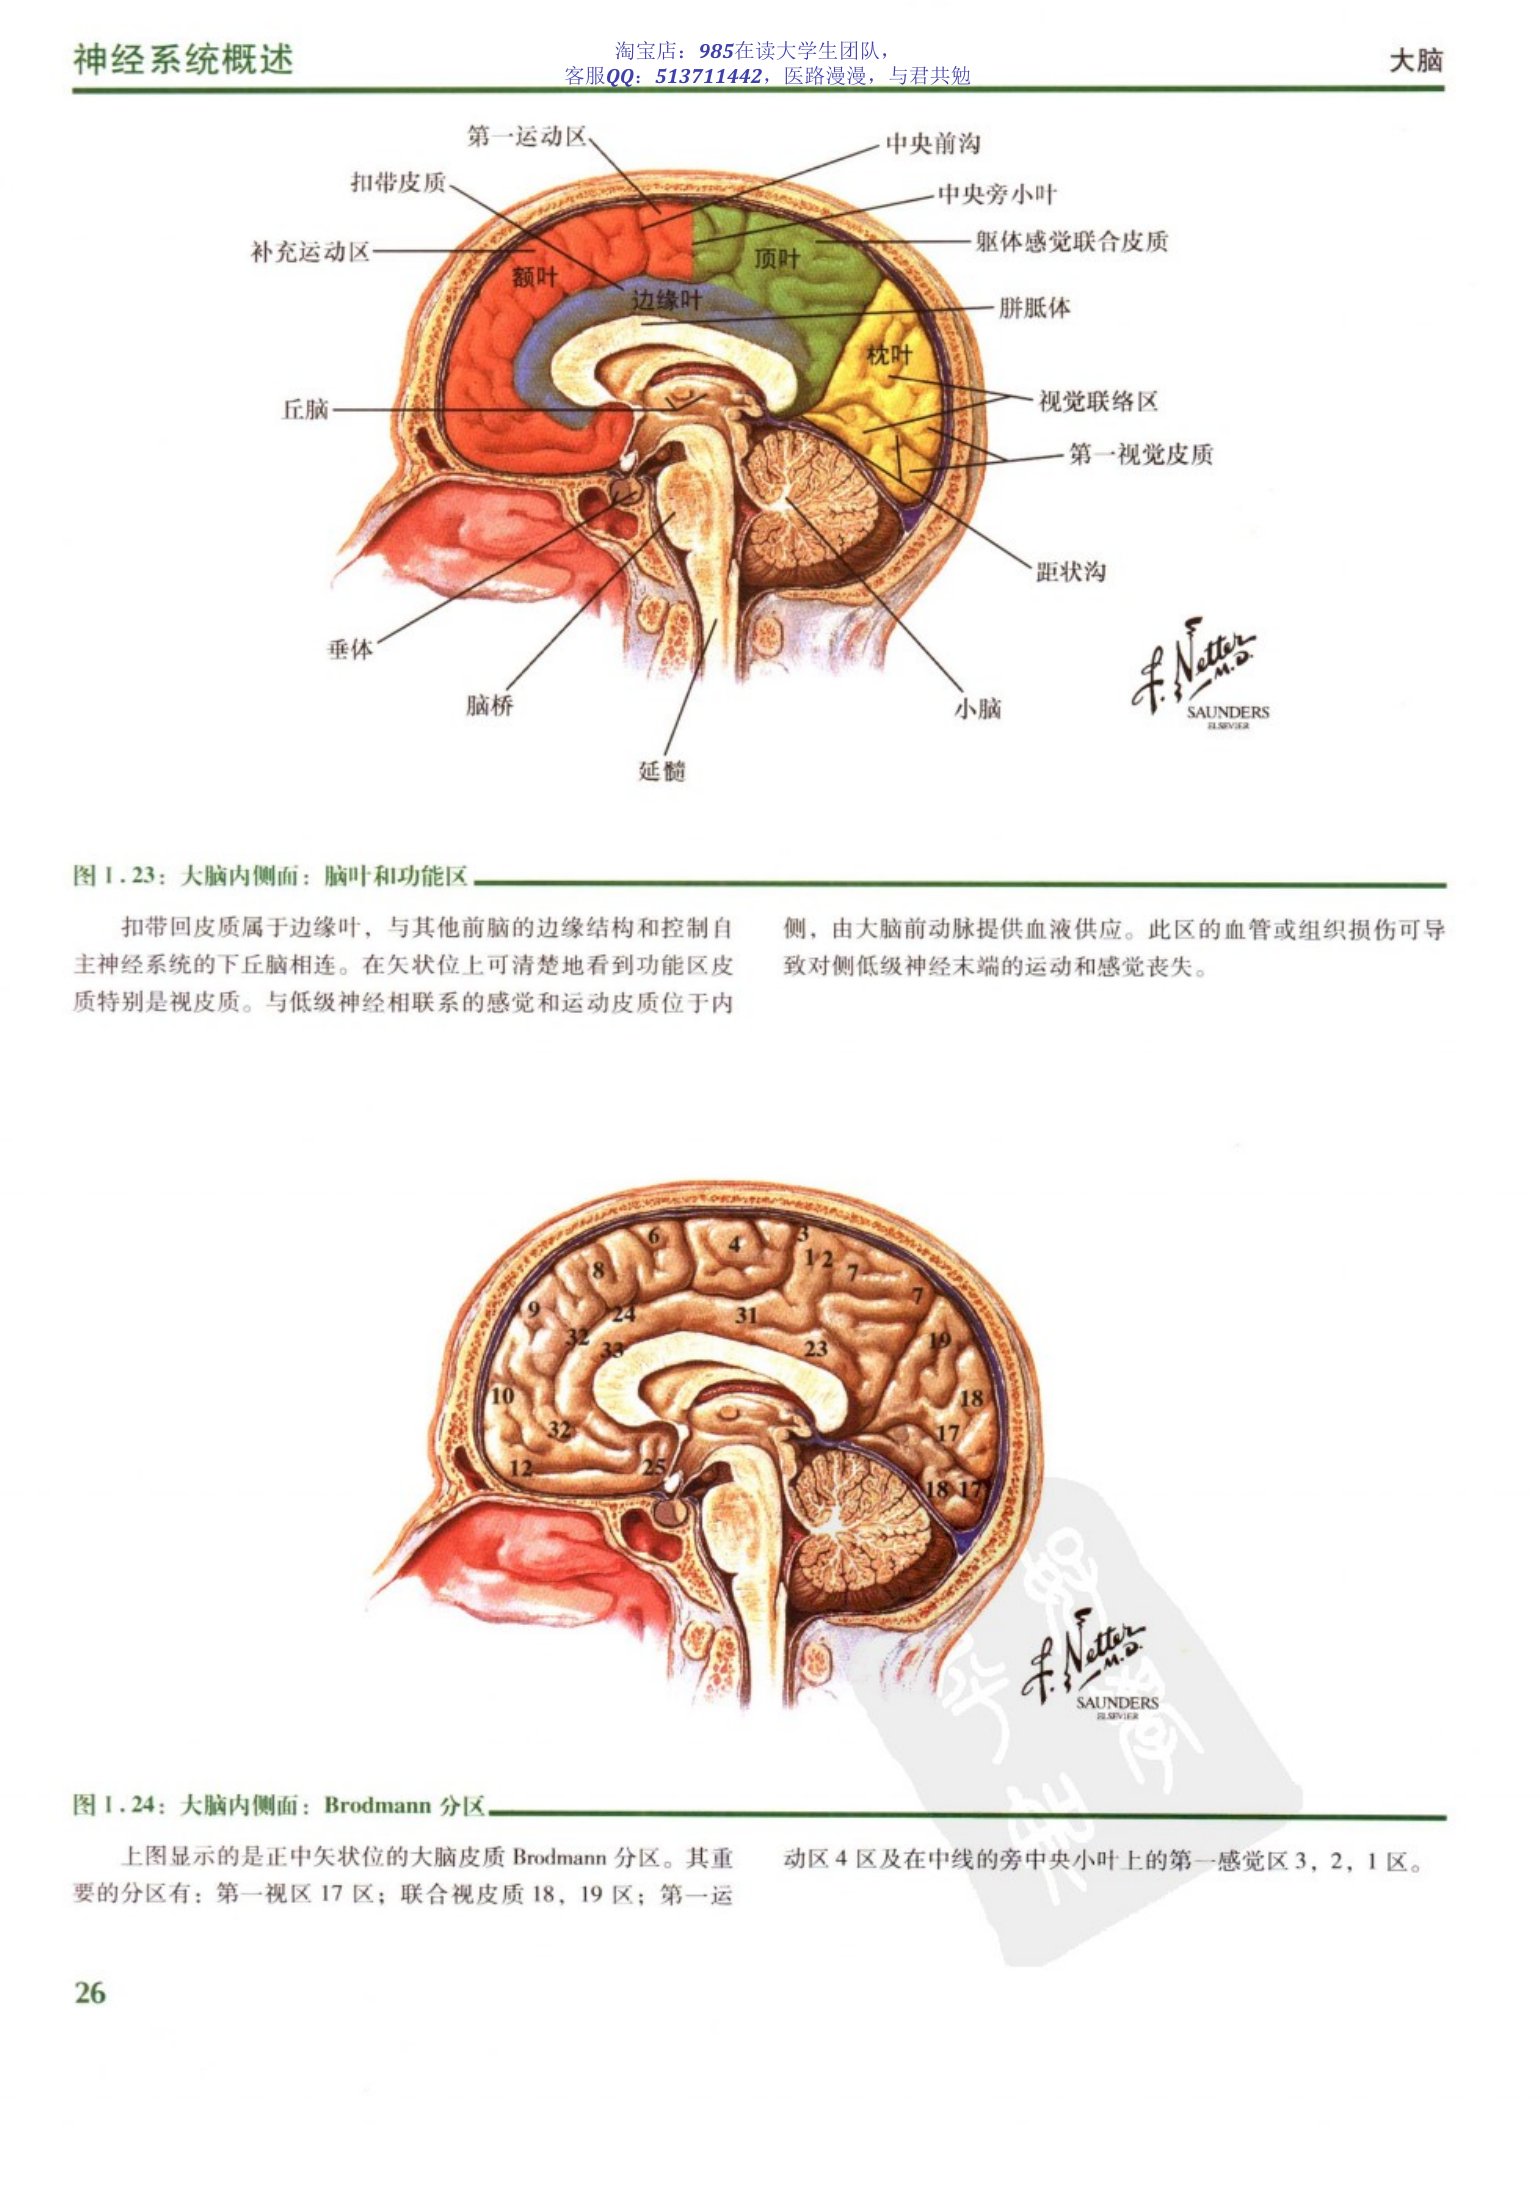 神经系统概述
淘宝店：985在读大学生团队，
客服QQ：513711442，医路漫漫，与君共勉
大脑
第一运动区
中央前沟
扣带皮质
中央旁小叶
补充运动区
躯体感觉联合皮质
额叶
顶叶
边缘叶
胼胝体
枕叶
丘脑
视觉联络区
第一视觉皮质
距状沟
垂体
脑桥
小脑
延髓
F. Netter M.D.
SAUNDERS
ELSEVIER
图 I.23：大脑内侧面：脑叶和功能区
扣带回皮质属于边缘叶，与其他前脑的边缘结构和控制自
主神经系统的下丘脑相连。在矢状位上可清楚地看到功能区皮
质特别是视皮质。与低级神经相联系的感觉和运动皮质位于内
侧，由大脑前动脉提供血液供应。此区的血管或组织损伤可导
致对侧低级神经末端的运动和感觉丧失。
6
4
3
1 2
8
7
7
9
24
31
32
33
23
19
10
18
32
17
12
25
18 17
F. Netter M.D.
SAUNDERS
ELSEVIER
图 I.24：大脑内侧面：Brodmann 分区
上图显示的是正中矢状位的大脑皮质 Brodmann 分区。其重
要的分区有：第一视区 17 区；联合视皮质 18，19 区；第一运
动区 4 区及在中线的旁中央小叶上的第一感觉区 3，2，1 区。
26